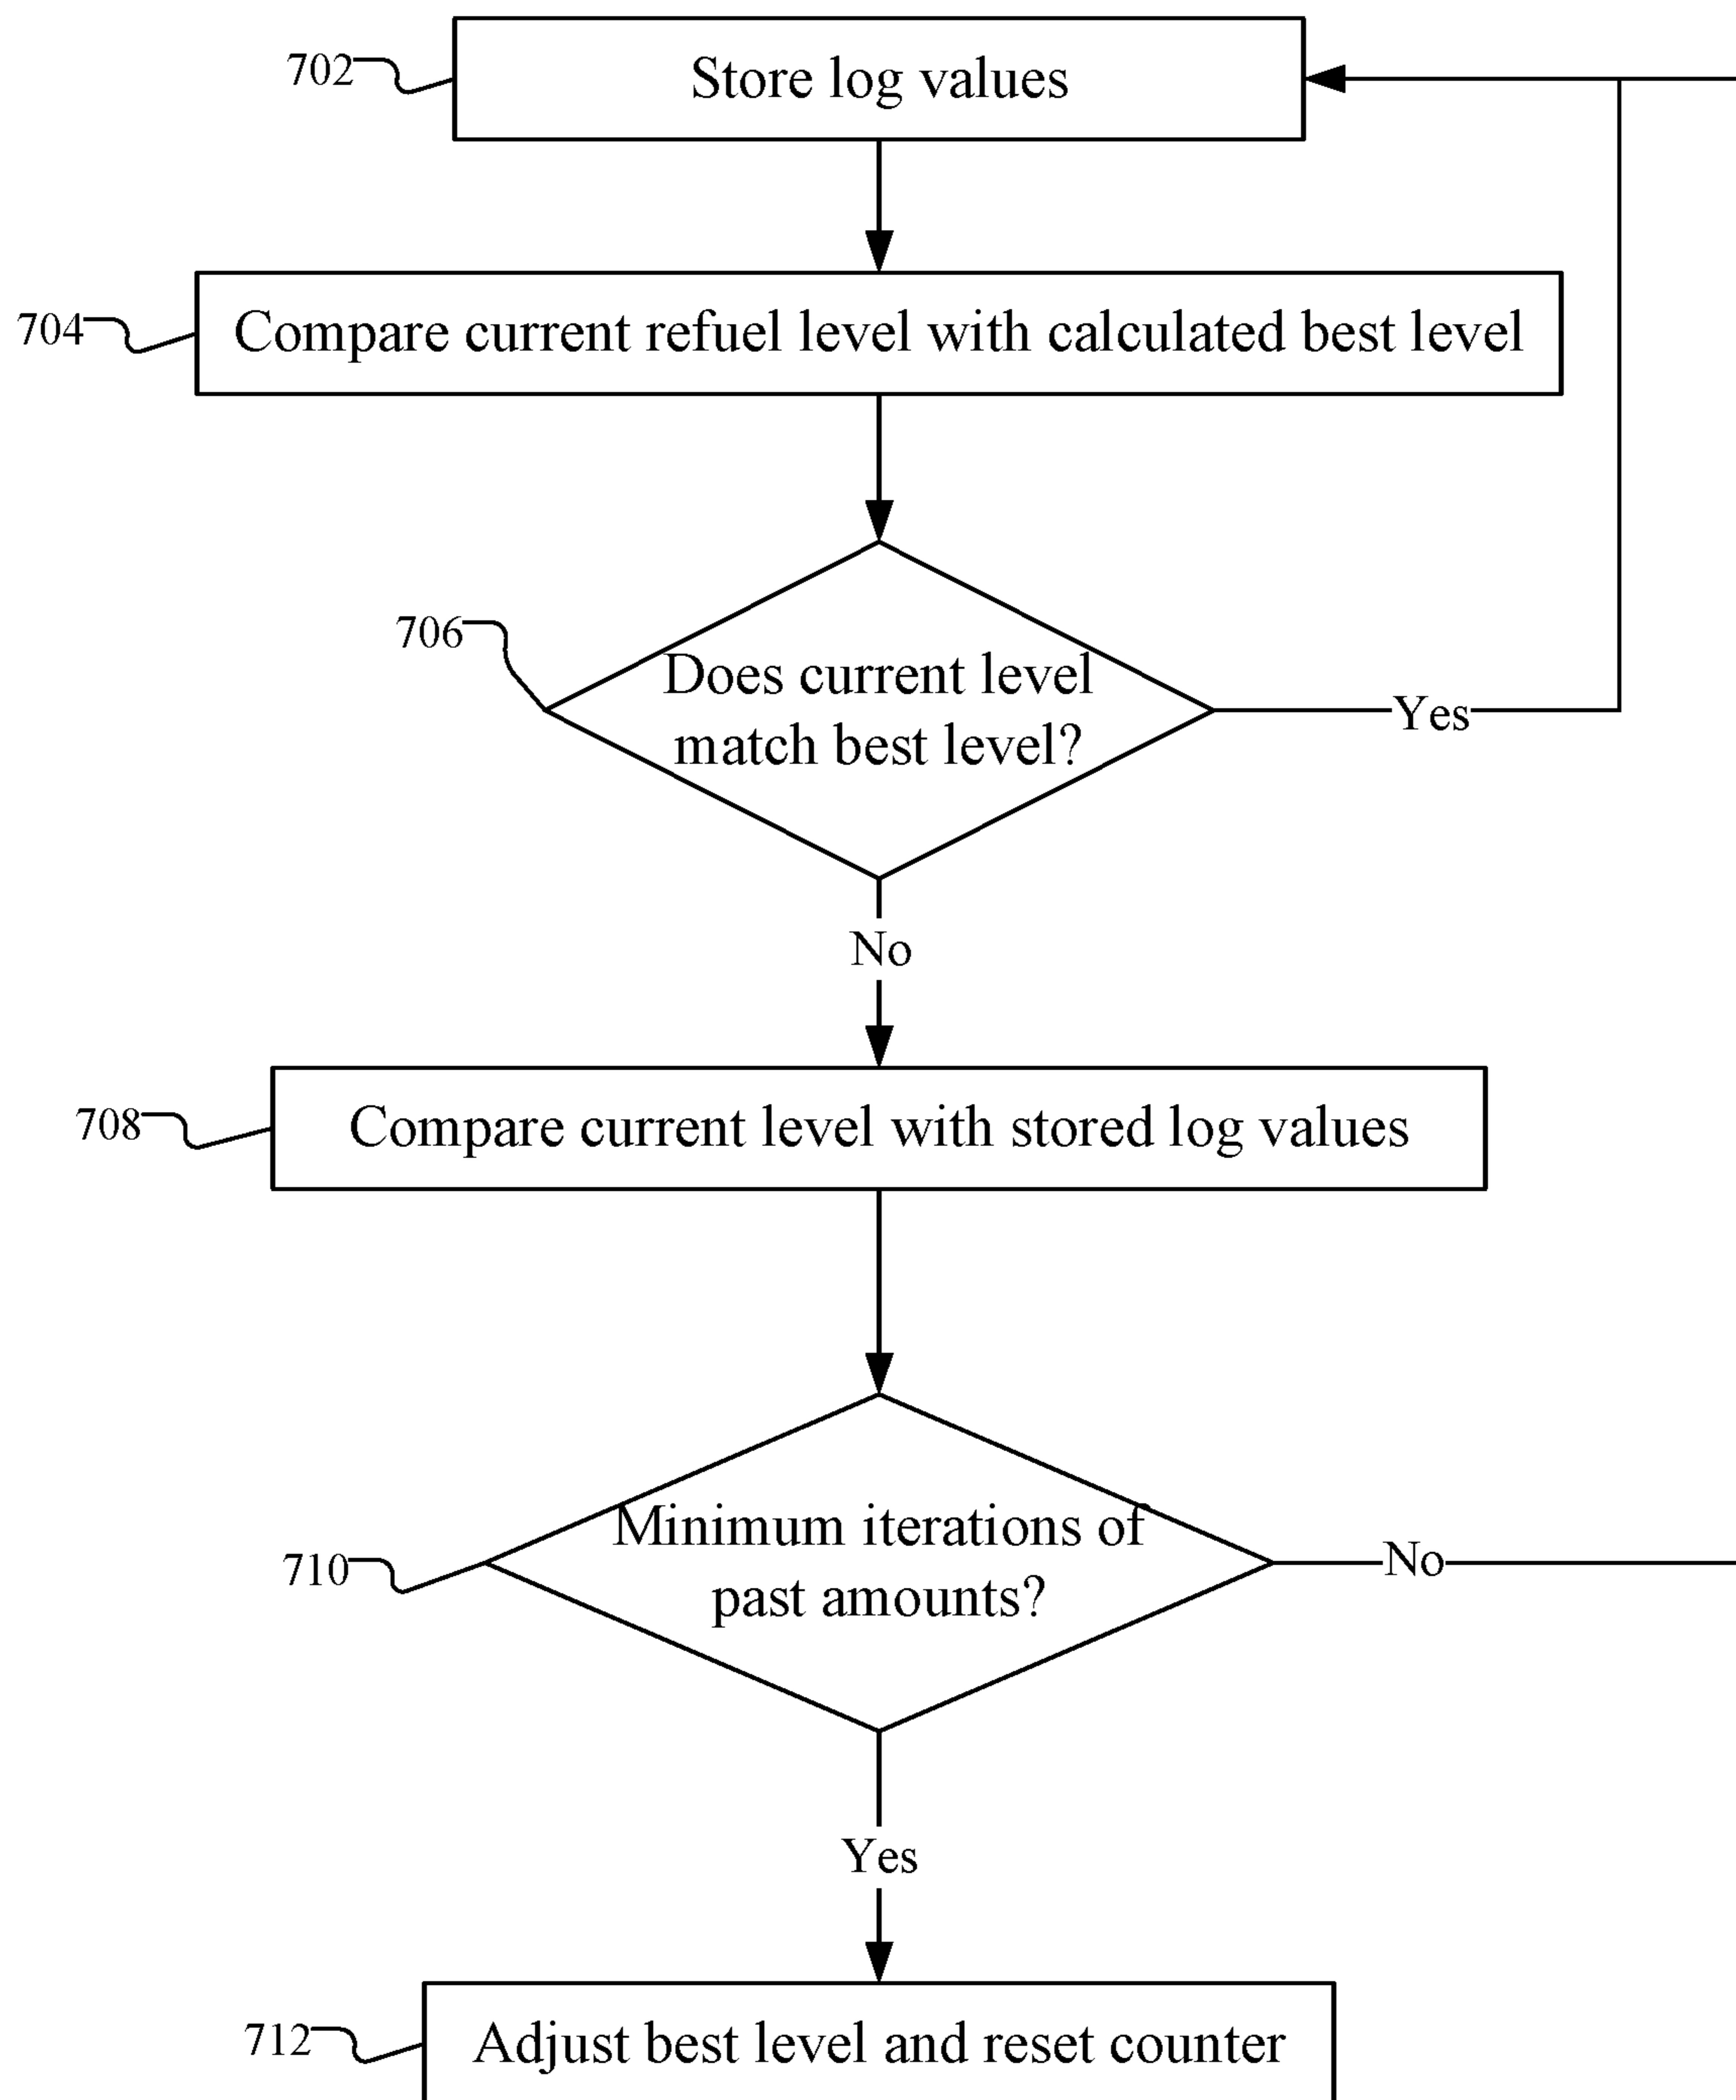 702
Store log values
704
Compare current refuel level with calculated best level
706
Does current level
match best level?
Yes
No
708
Compare current level with stored log values
710
Minimum iterations of
past amounts?
No
Yes
712
Adjust best level and reset counter